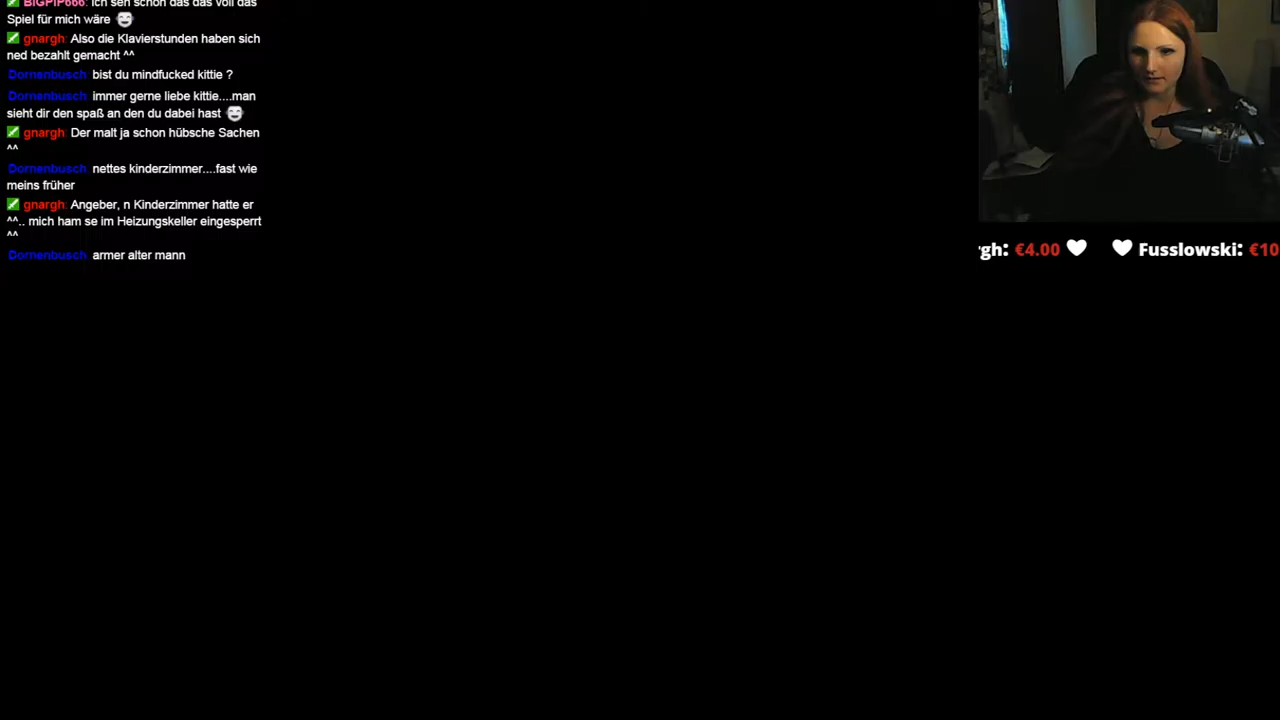 BIGPIP666: ich seh schon das das voll das
Spiel für mich wäre
gnargh: Also die Klavierstunden haben sich
ned bezahlt gemacht ^^
Dornenbusch: bist du mindfucked kittie ?
Dornenbusch: immer gerne liebe kittie....man
sieht dir den spaß an den du dabei hast
gnargh: Der malt ja schon hübsche Sachen
^^
Dornenbusch: nettes kinderzimmer....fast wie
meins früher
gnargh: Angeber, n Kinderzimmer hatte er
^^.. mich ham se im Heizungskeller eingesperrt
^^
Dornenbusch: armer alter mann
gh: €4.00 Fusslowski: €10